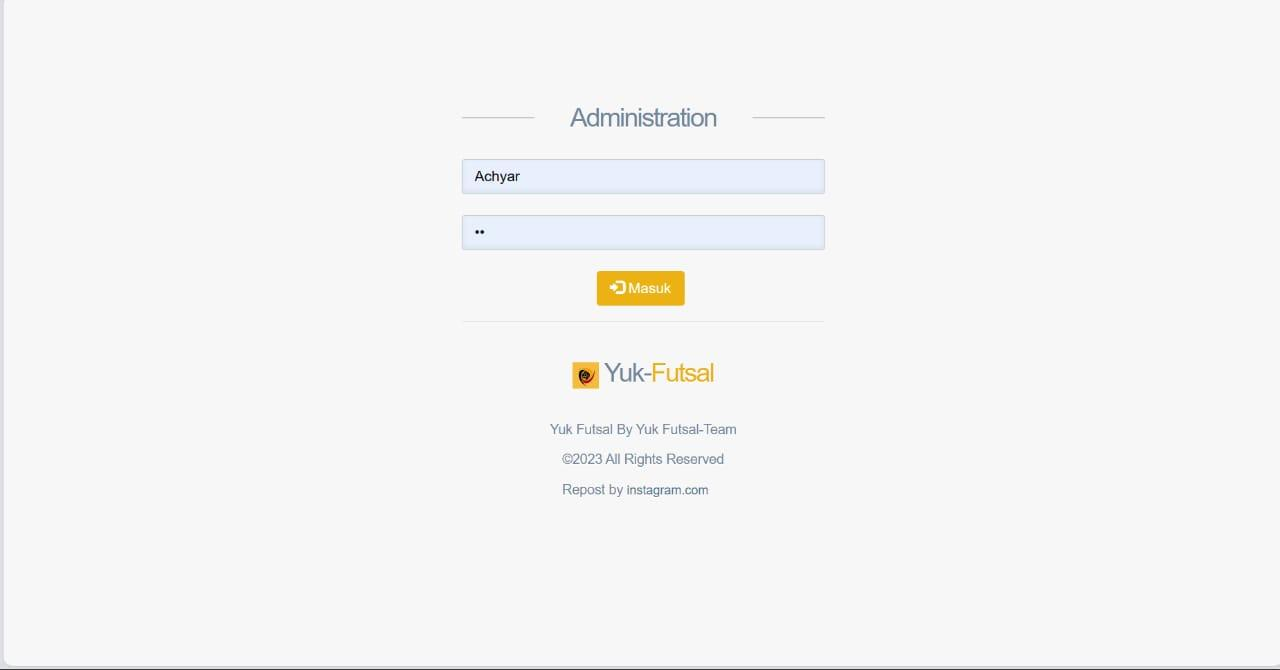 Administration
Achyar
••
Masuk
Yuk-Futsal
Yuk Futsal By Yuk Futsal-Team
©2023 All Rights Reserved
Repost by instagram.com